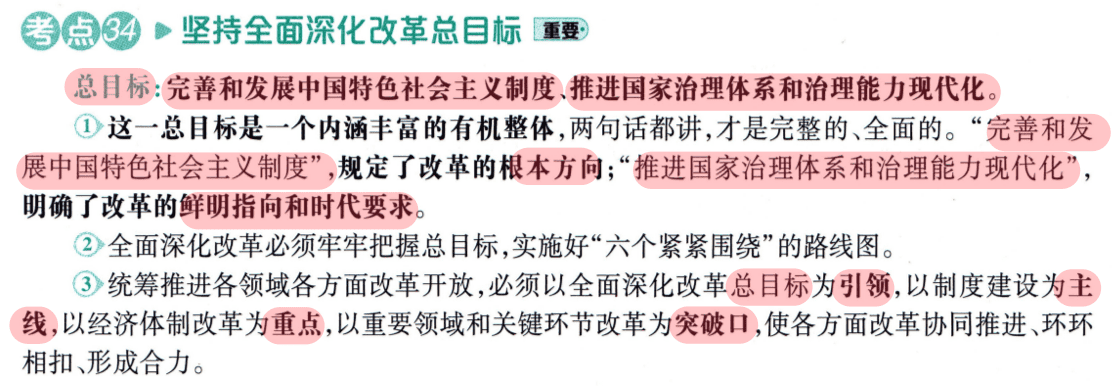 考点34 坚持全面深化改革总目标 重要
总目标:完善和发展中国特色社会主义制度、推进国家治理体系和治理能力现代化。
①这一总目标是一个内涵丰富的有机整体,两句话都讲,才是完整的、全面的。“完善和发
展中国特色社会主义制度”,规定了改革的根本方向;“推进国家治理体系和治理能力现代化”,
明确了改革的鲜明指向和时代要求。
②全面深化改革必须牢牢把握总目标,实施好“六个紧紧围绕”的路线图。
③统筹推进各领域各方面改革开放,必须以全面深化改革总目标为引领,以制度建设为主
线,以经济体制改革为重点,以重要领域和关键环节改革为突破口,使各方面改革协同推进、环环
相扣、形成合力。